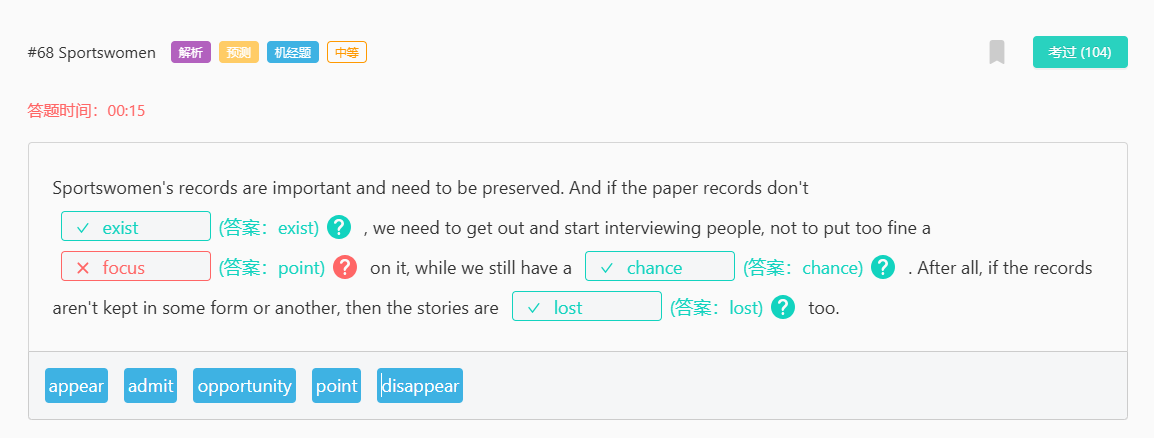 #68 Sportswomen 解析 预测 机经题 中等 考过 (104)
答题时间：00:15
Sportswomen's records are important and need to be preserved. And if the paper records don't
✓ exist (答案：exist) ? , we need to get out and start interviewing people, not to put too fine a
✕ focus (答案：point) ? on it, while we still have a ✓ chance (答案：chance) ? . After all, if the records
aren't kept in some form or another, then the stories are ✓ lost (答案：lost) ? too.
appear admit opportunity point disappear